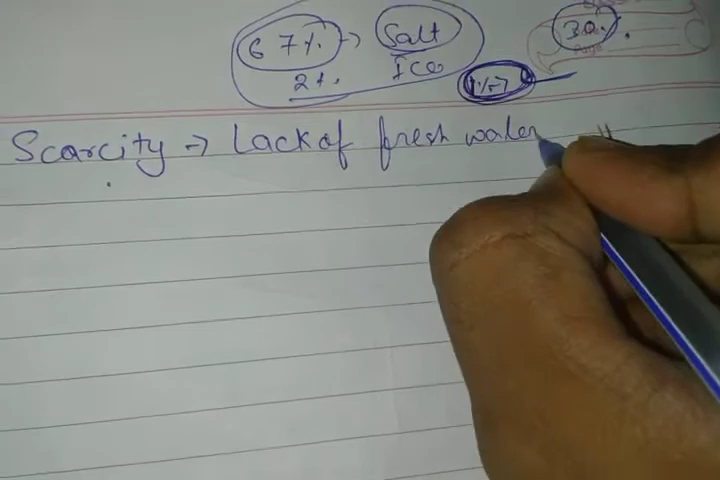 67% → Salt 30%.
2%. Ice 1% →
Scarcity → Lack of fresh water